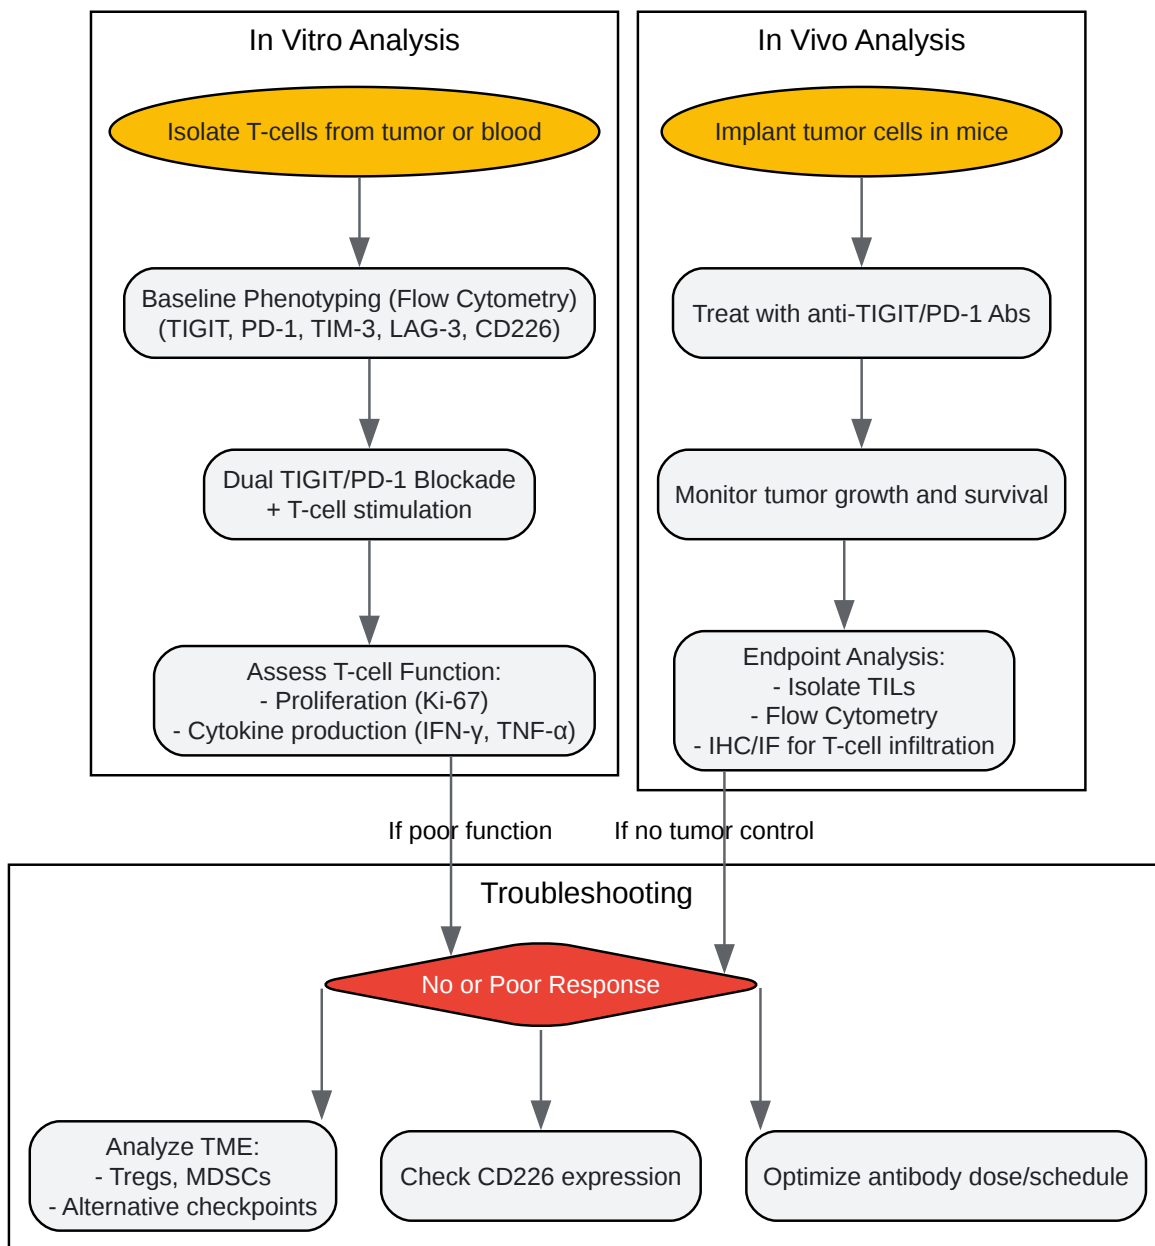 In Vitro Analysis
Isolate T-cells from tumor or blood
Baseline Phenotyping (Flow Cytometry)
(TIGIT, PD-1, TIM-3, LAG-3, CD226)
Dual TIGIT/PD-1 Blockade
+ T-cell stimulation
Assess T-cell Function:
- Proliferation (Ki-67)
- Cytokine production (IFN-γ, TNF-α)
In Vivo Analysis
Implant tumor cells in mice
Treat with anti-TIGIT/PD-1 Abs
Monitor tumor growth and survival
Endpoint Analysis:
- Isolate TILs
- Flow Cytometry
- IHC/IF for T-cell infiltration
If poor function
If no tumor control
Troubleshooting
No or Poor Response
Analyze TME:
- Tregs, MDSCs
- Alternative checkpoints
Check CD226 expression
Optimize antibody dose/schedule